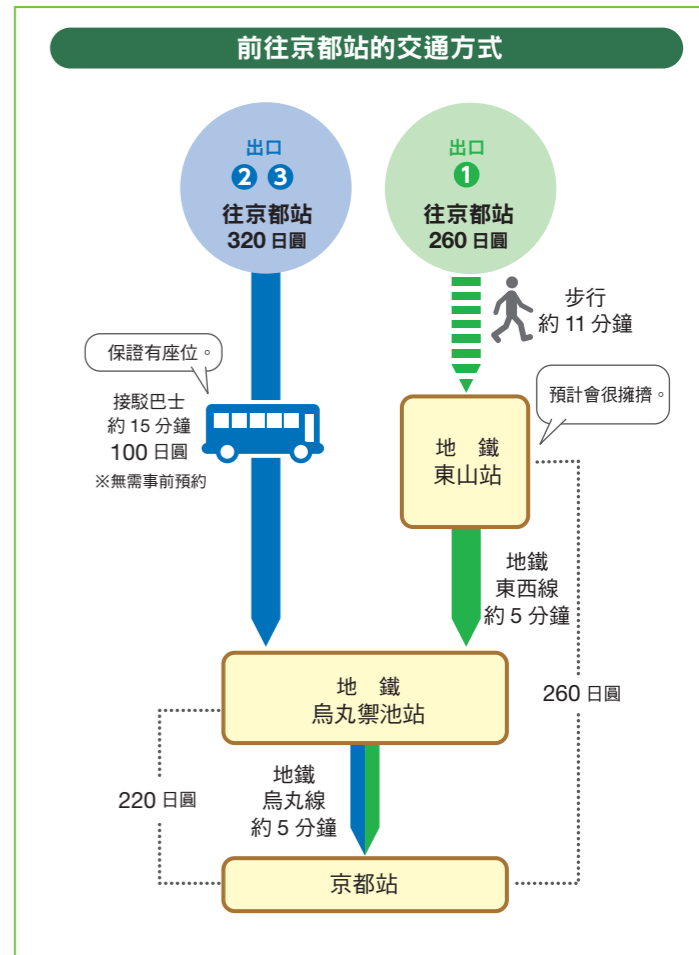 前往京都站的交通方式
出口
❷ ❸
往京都站
320 日圓
出口
❶
往京都站
260 日圓
步行
約 11 分鐘
保證有座位。
接駁巴士
約 15 分鐘
100 日圓
※無需事前預約
預計會很擁擠。
地 鐵
東山站
地鐵
東西線
約 5 分鐘
地 鐵
烏丸禦池站
260 日圓
地鐵
烏丸線
約 5 分鐘
220 日圓
京都站